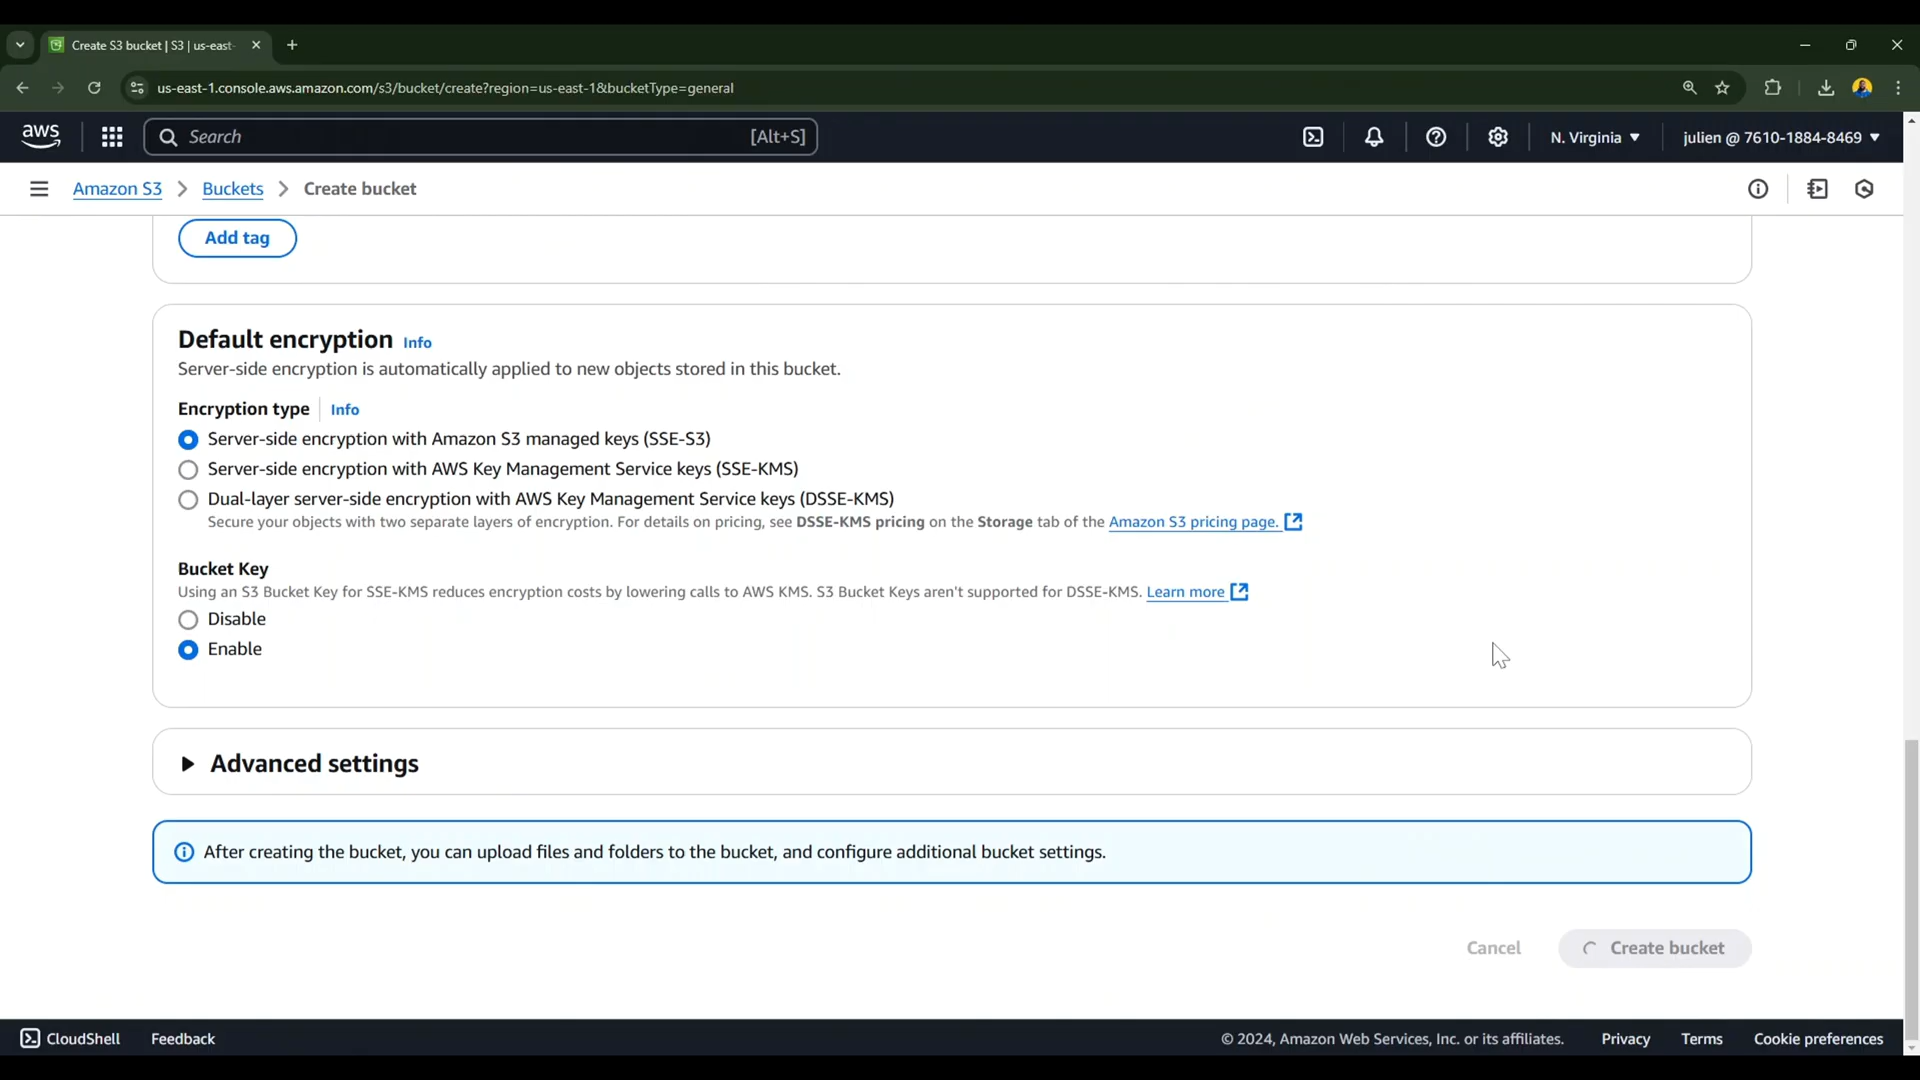 Create S3 bucket | S3 | us-east-
us-east-1.console.aws.amazon.com/s3/bucket/create?region=us-east-1&bucketType=general
aws
Search
[Alt+S]
N. Virginia
julien @ 7610-1884-8469
Amazon S3
Buckets
Create bucket
Add tag
Default encryption Info
Server-side encryption is automatically applied to new objects stored in this bucket.
Encryption type Info
Server-side encryption with Amazon S3 managed keys (SSE-S3)
Server-side encryption with AWS Key Management Service keys (SSE-KMS)
Dual-layer server-side encryption with AWS Key Management Service keys (DSSE-KMS)
Secure your objects with two separate layers of encryption. For details on pricing, see DSSE-KMS pricing on the Storage tab of the Amazon S3 pricing page.
Bucket Key
Using an S3 Bucket Key for SSE-KMS reduces encryption costs by lowering calls to AWS KMS. S3 Bucket Keys aren't supported for DSSE-KMS. Learn more
Disable
Enable
Advanced settings
After creating the bucket, you can upload files and folders to the bucket, and configure additional bucket settings.
Cancel
Create bucket
CloudShell
Feedback
© 2024, Amazon Web Services, Inc. or its affiliates.
Privacy
Terms
Cookie preferences